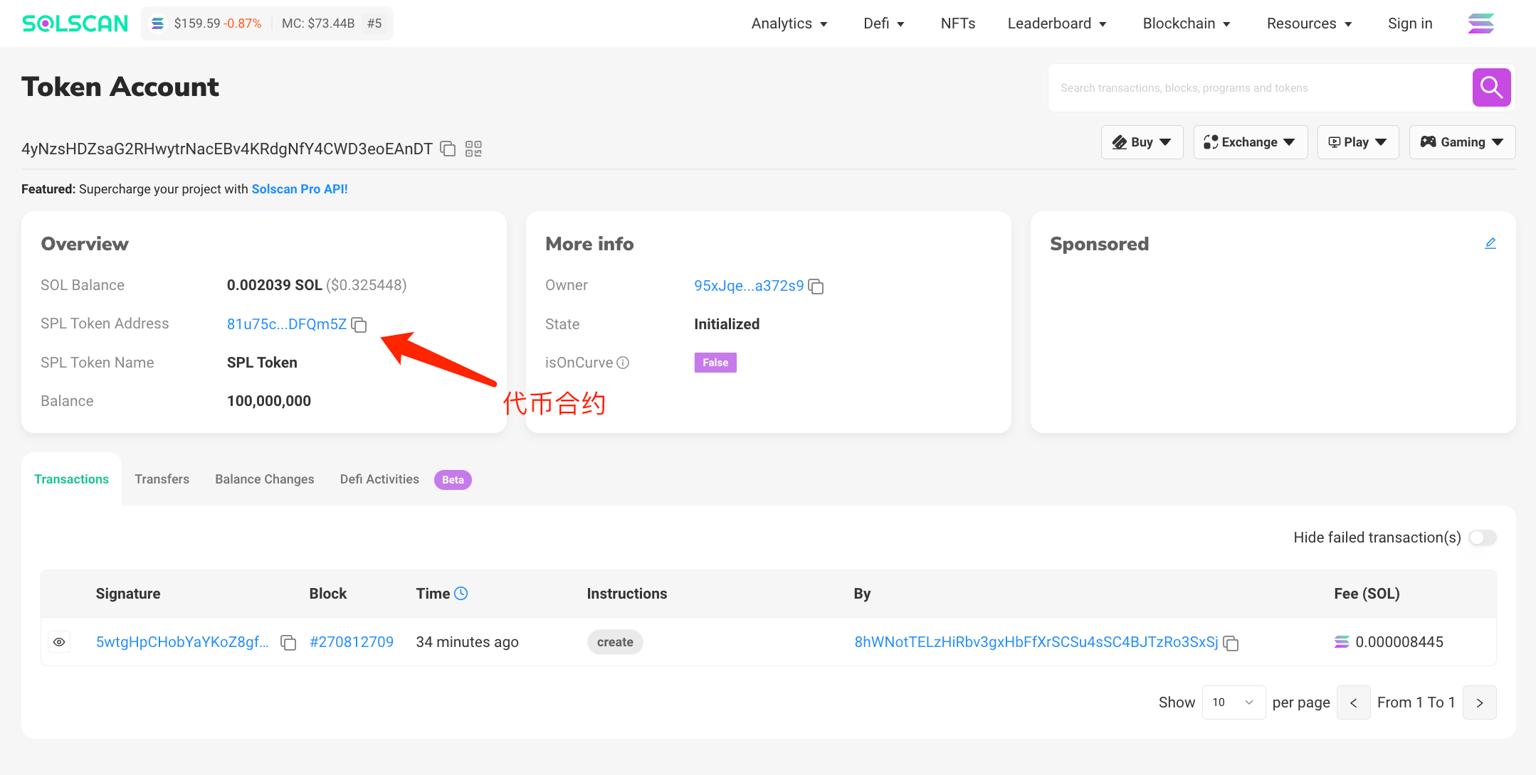 SOLSCAN $159.59 -0.87% MC: $73.44B #5 Analytics Defi NFTs Leaderboard Blockchain Resources Sign in
Token Account
Search transactions, blocks, programs and tokens
4yNzsHDZsaG2RHwytrNacEBv4KRdgNfY4CWD3eoEAnDT
Buy Exchange Play Gaming
Featured: Supercharge your project with Solscan Pro API!
Overview
SOL Balance 0.002039 SOL ($0.325448)
SPL Token Address 81u75c...DFQm5Z
SPL Token Name SPL Token
Balance 100,000,000
代币合约
More info
Owner 95xJqe...a372s9
State Initialized
isOnCurve False
Sponsored
Transactions Transfers Balance Changes Defi Activities Beta
Hide failed transaction(s)
Signature Block Time Instructions By Fee (SOL)
5wtgHpCHobYaYKoZ8gf... #270812709 34 minutes ago create 8hWNotTELzHiRbv3gxHbFfXrSCSu4sSC4BJTzRo3SxSj 0.000008445
Show 10 per page From 1 To 1